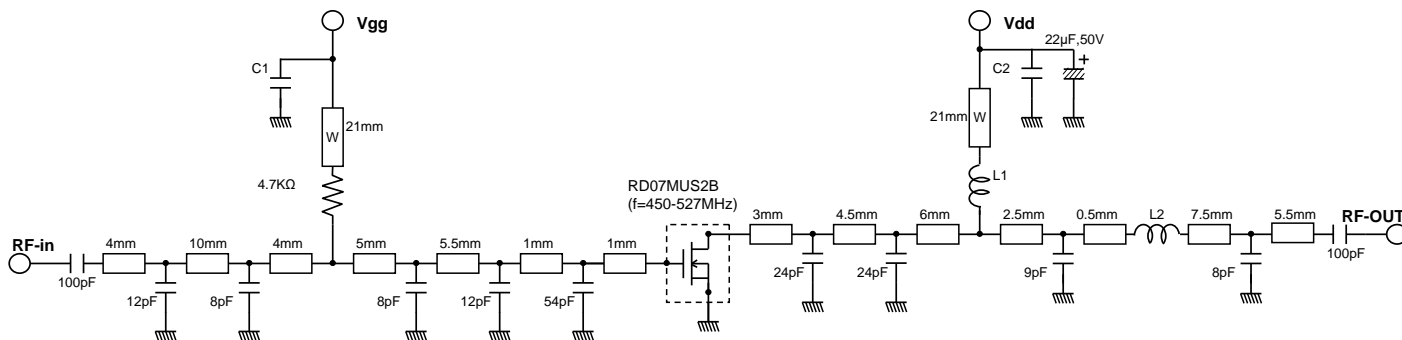 Vgg
Vdd
22µF,50V
C1
C2
W
21mm
21mm
W
4.7KΩ
L1
RD07MUS2B
(f=450-527MHz)
RF-in
4mm
10mm
4mm
5mm
5.5mm
1mm
1mm
3mm
4.5mm
6mm
2.5mm
0.5mm
L2
7.5mm
5.5mm
RF-OUT
100pF
12pF
8pF
8pF
12pF
54pF
24pF
24pF
9pF
8pF
100pF